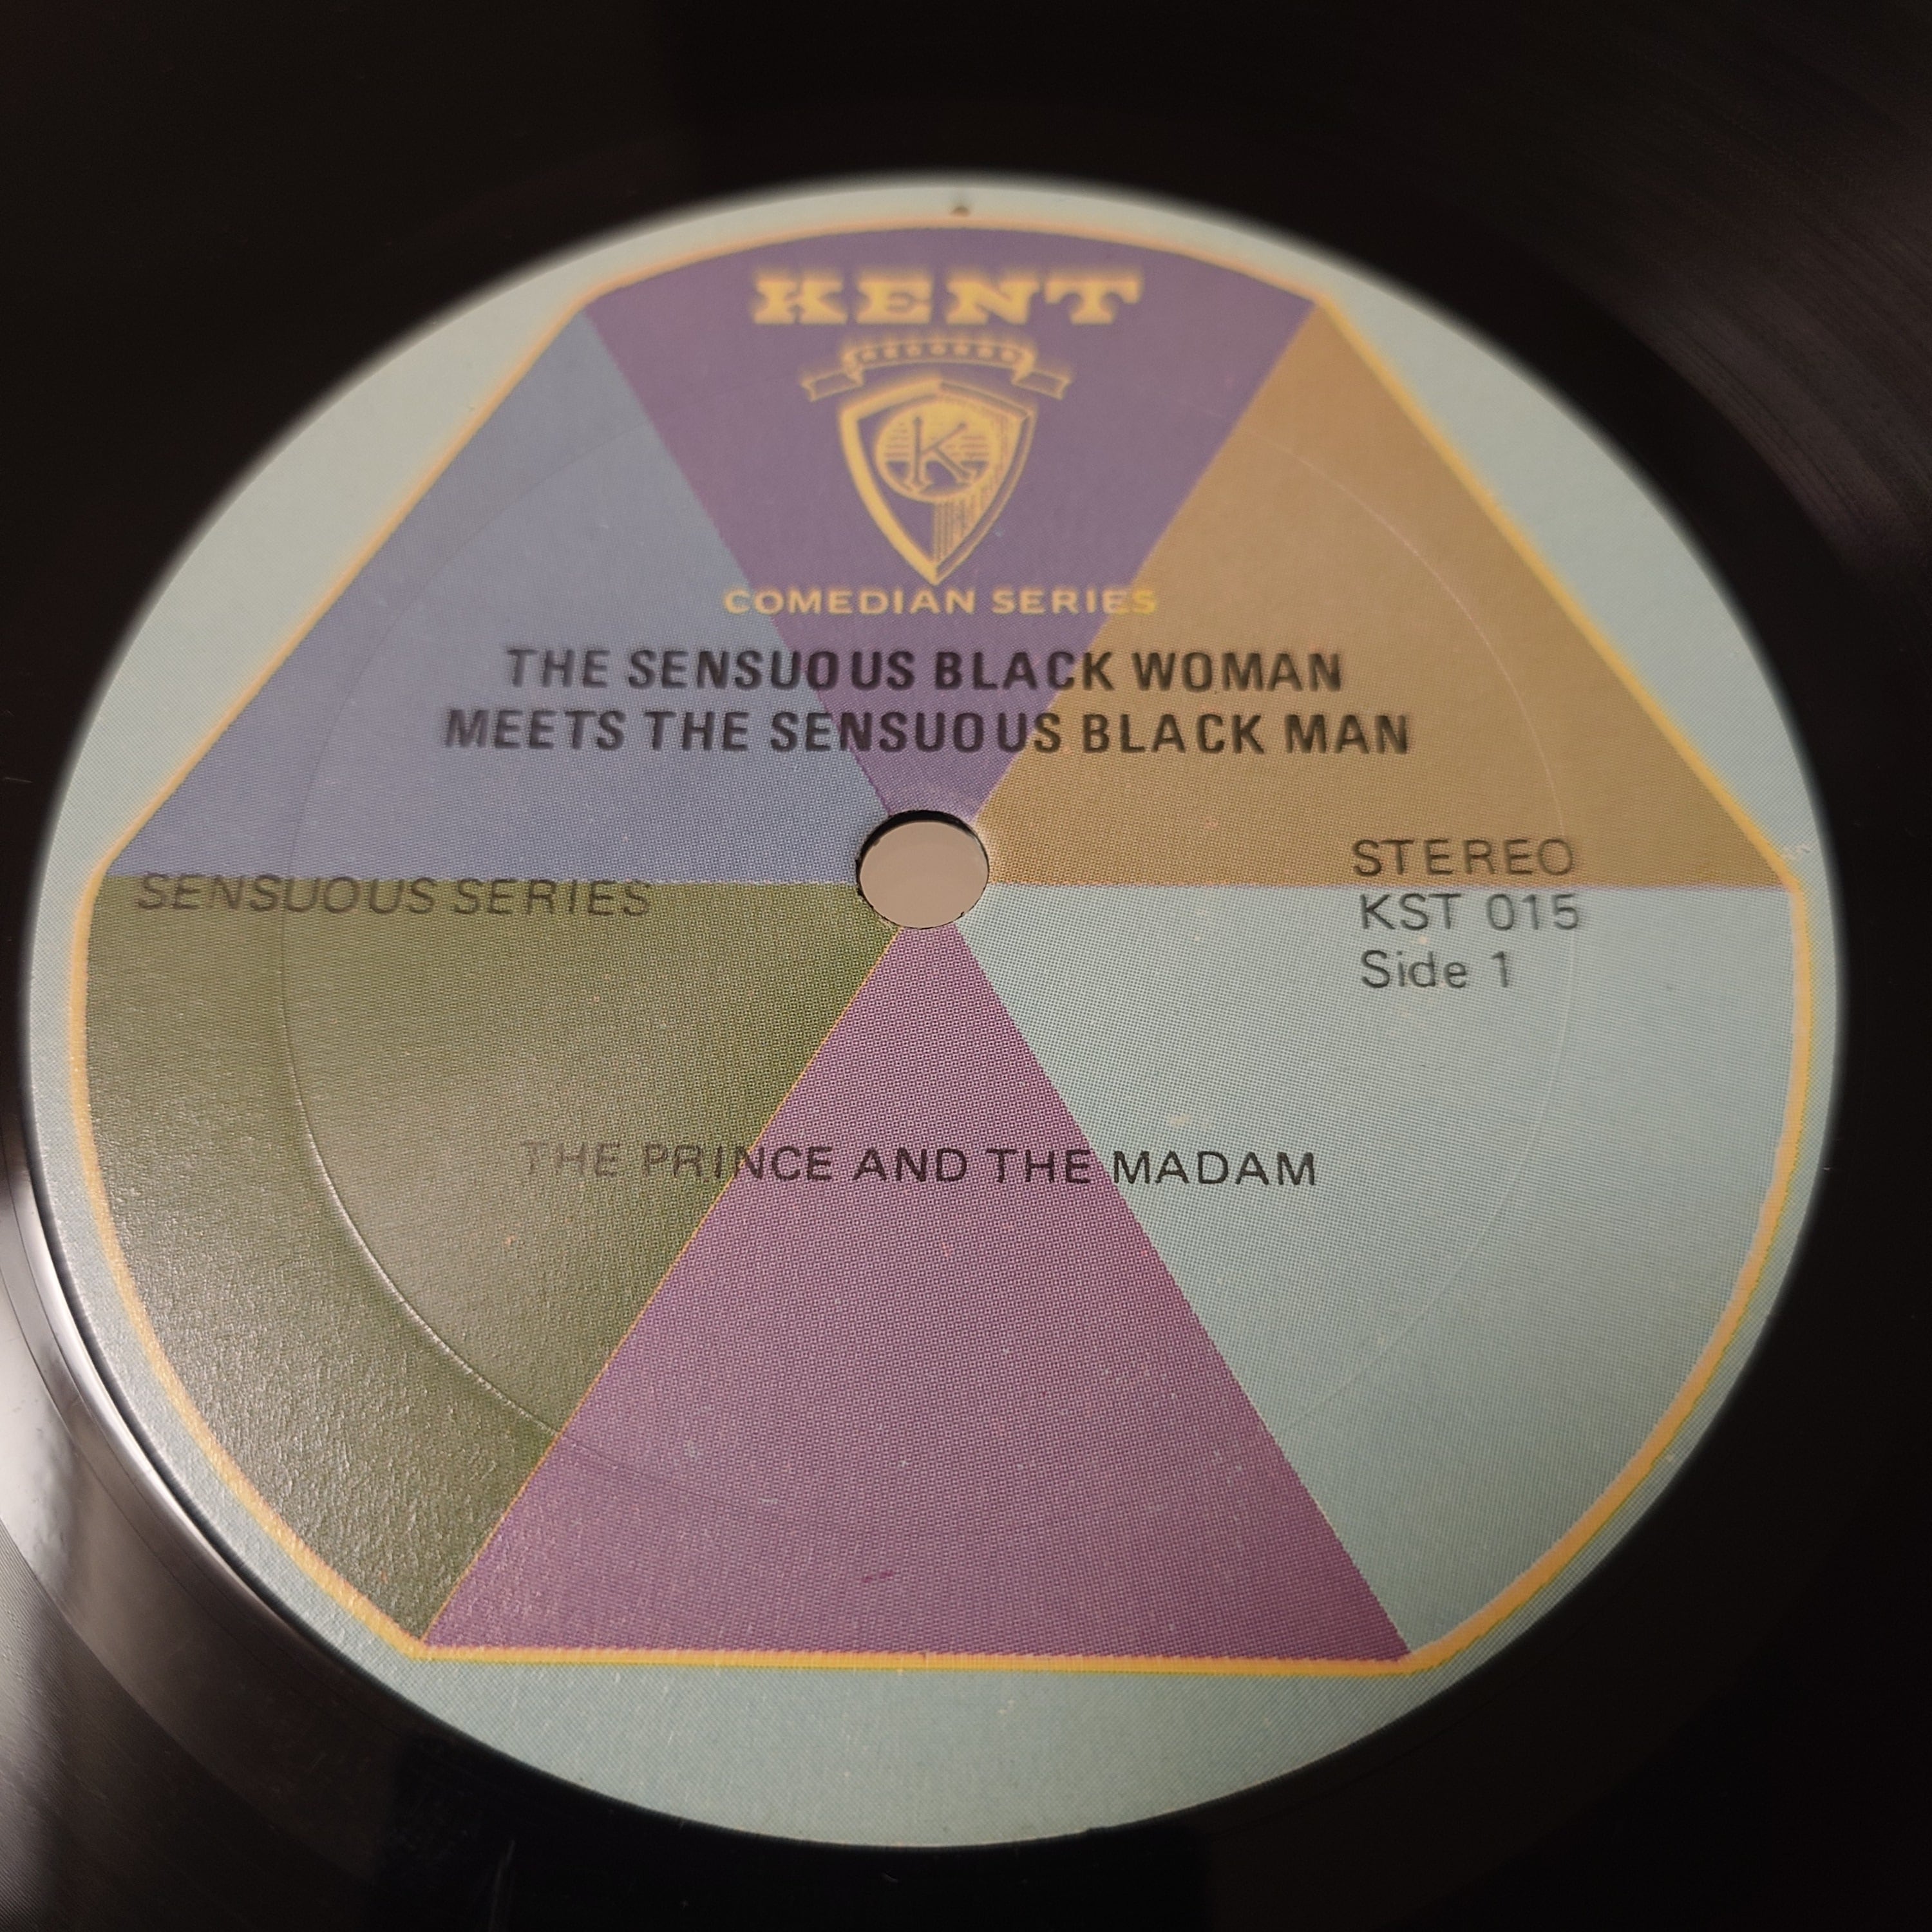 KENT
RECORDS
K
COMEDIAN SERIES
THE SENSUOUS BLACK WOMAN
MEETS THE SENSUOUS BLACK MAN
SENSUOUS SERIES
STEREO
KST 015
Side 1
THE PRINCE AND THE MADAM